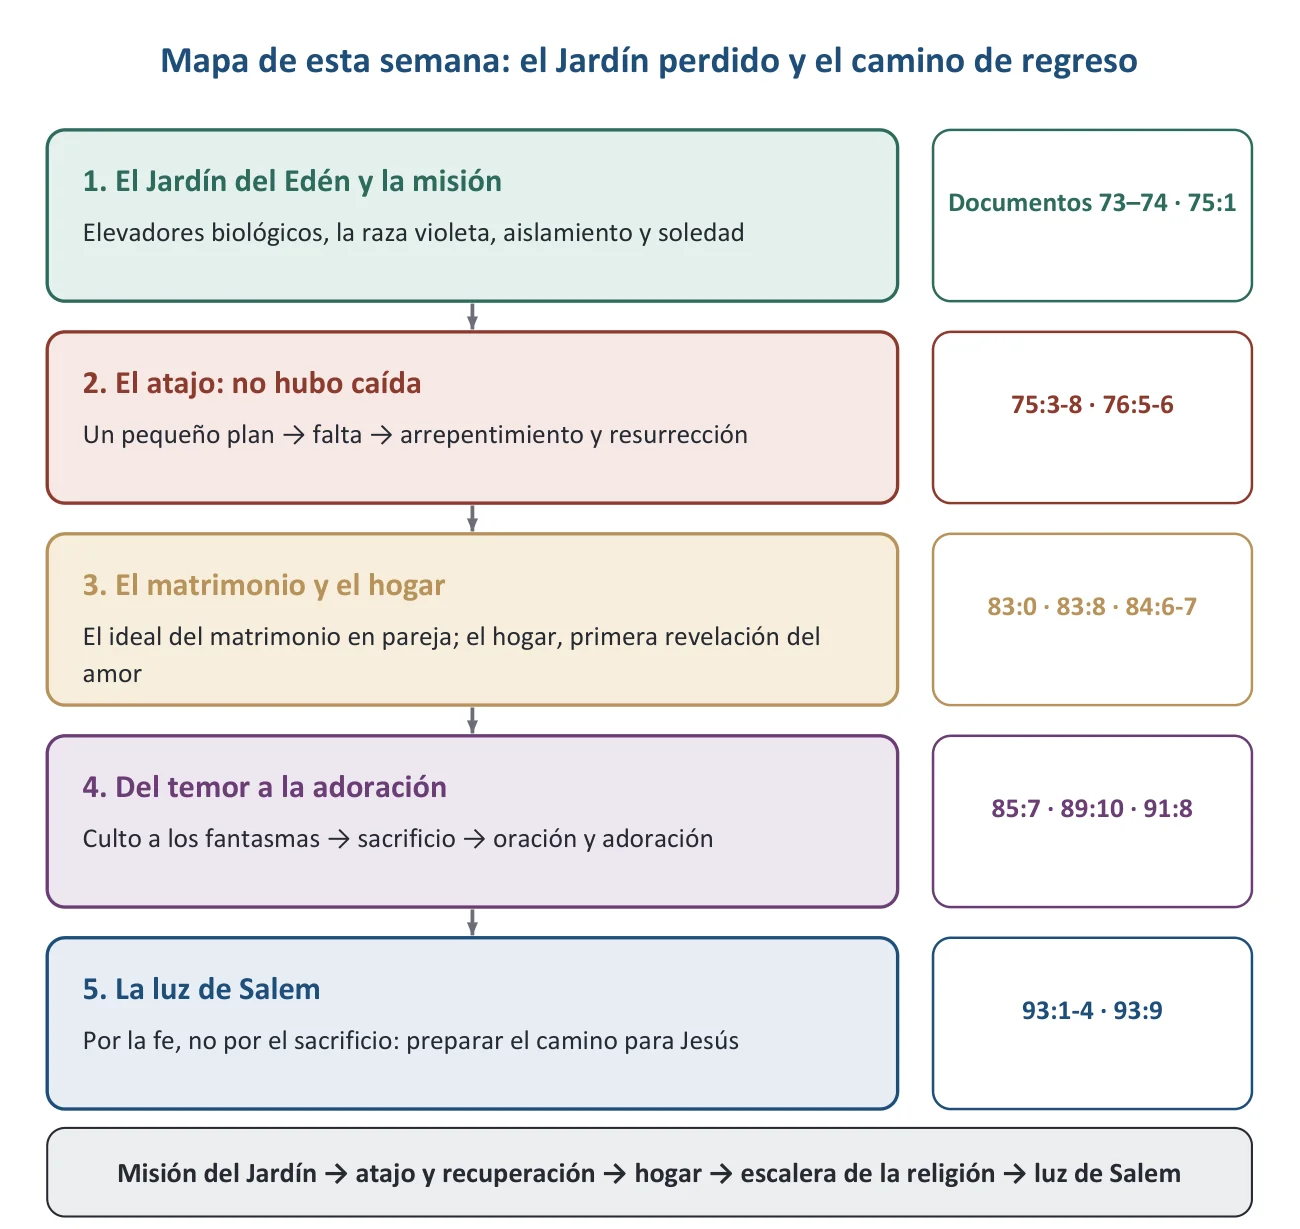 Mapa de esta semana: el Jardín perdido y el camino de regreso
1. El Jardín del Edén y la misión
Elevadores biológicos, la raza violeta, aislamiento y soledad
Documentos 73–74 · 75:1
2. El atajo: no hubo caída
Un pequeño plan → falta → arrepentimiento y resurrección
75:3-8 · 76:5-6
3. El matrimonio y el hogar
El ideal del matrimonio en pareja; el hogar, primera revelación del
amor
83:0 · 83:8 · 84:6-7
4. Del temor a la adoración
Culto a los fantasmas → sacrificio → oración y adoración
85:7 · 89:10 · 91:8
5. La luz de Salem
Por la fe, no por el sacrificio: preparar el camino para Jesús
93:1-4 · 93:9
Misión del Jardín → atajo y recuperación → hogar → escalera de la religión → luz de Salem